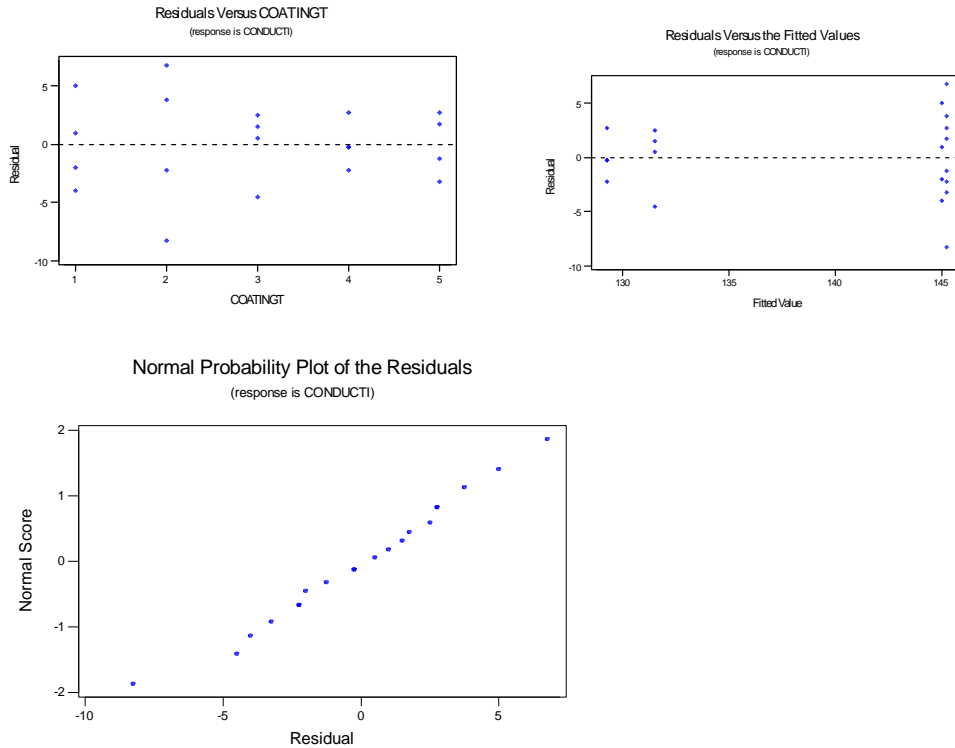 Residuals Versus COATINGT
(response is CONDUCTI)
5
0
-5
-10
Residual
1 2 3 4 5
COATINGT
Residuals Versus the Fitted Values
(response is CONDUCTI)
5
0
-5
-10
Residual
130 135 140 145
Fitted Value
Normal Probability Plot of the Residuals
(response is CONDUCTI)
2
1
0
-1
-2
Normal Score
-10 -5 0 5
Residual